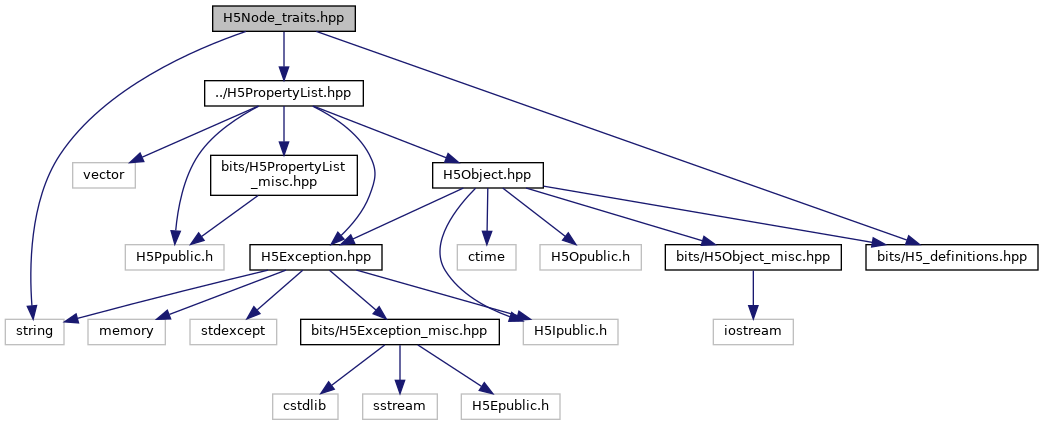 H5Node_traits.hpp
../H5PropertyList.hpp
vector
bits/H5PropertyList
_misc.hpp
H5Object.hpp
H5Ppublic.h
H5Exception.hpp
ctime
H5Opublic.h
bits/H5Object_misc.hpp
bits/H5_definitions.hpp
string
memory
stdexcept
bits/H5Exception_misc.hpp
H5Ipublic.h
iostream
cstdlib
sstream
H5Epublic.h